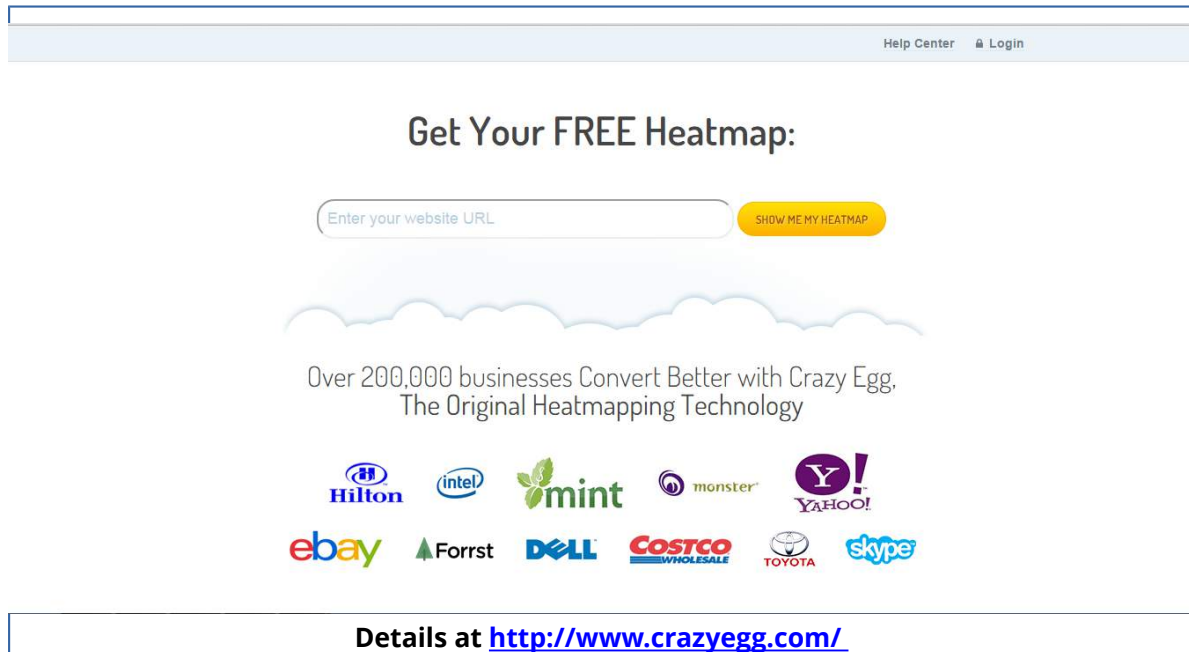 Help Center Login
Get Your FREE Heatmap:
Enter your website URL SHOW ME MY HEATMAP
Over 200,000 businesses Convert Better with Crazy Egg,
The Original Heatmapping Technology
Hilton intel mint monster Y! YAHOO!
ebay Forrst DELL COSTCO WHOLESALE TOYOTA skype
Details at http://www.crazyegg.com/